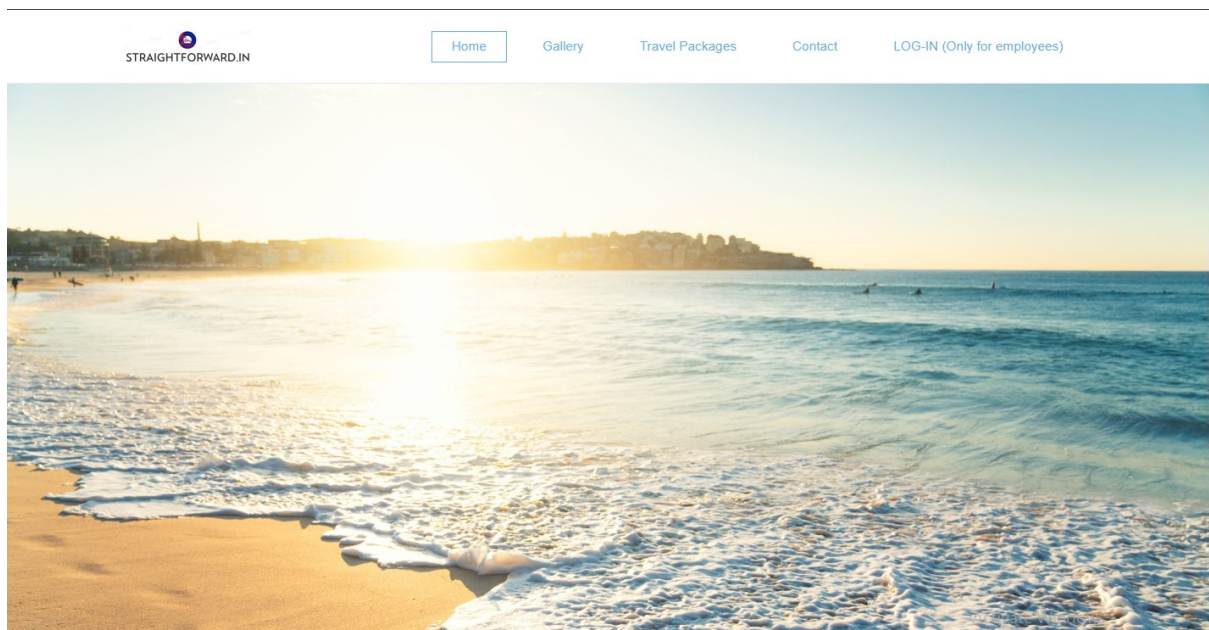 STRAIGHTFORWARD.IN
Home
Gallery
Travel Packages
Contact
LOG-IN (Only for employees)